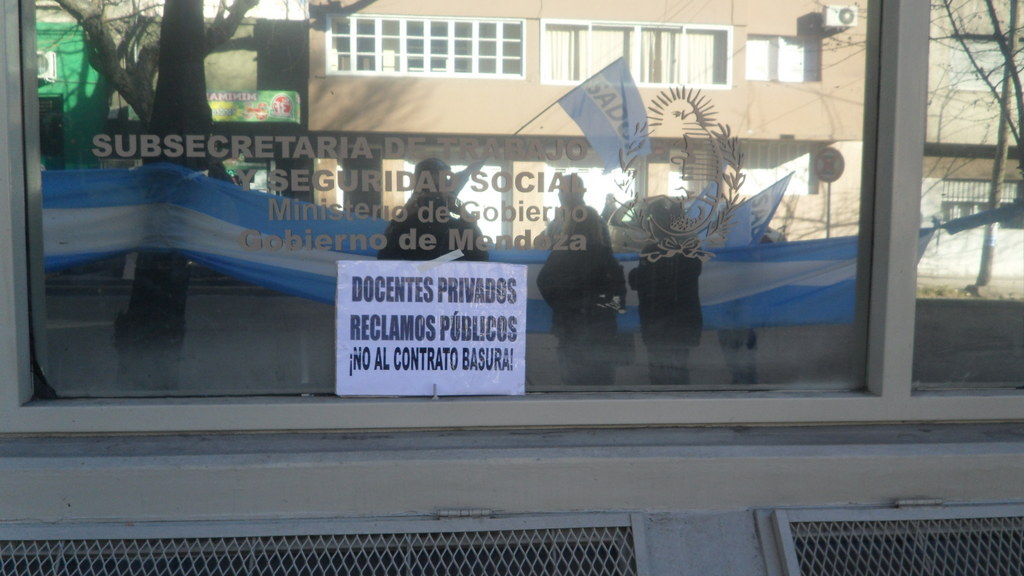 SUBSECRETARIA DE TRABAJO
Y SEGURIDAD SOCIAL
Ministerio de Gobierno
Gobierno de Mendoza
DOCENTES PRIVADOS
RECLAMOS PÚBLICOS
¡NO AL CONTRATO BASURA!